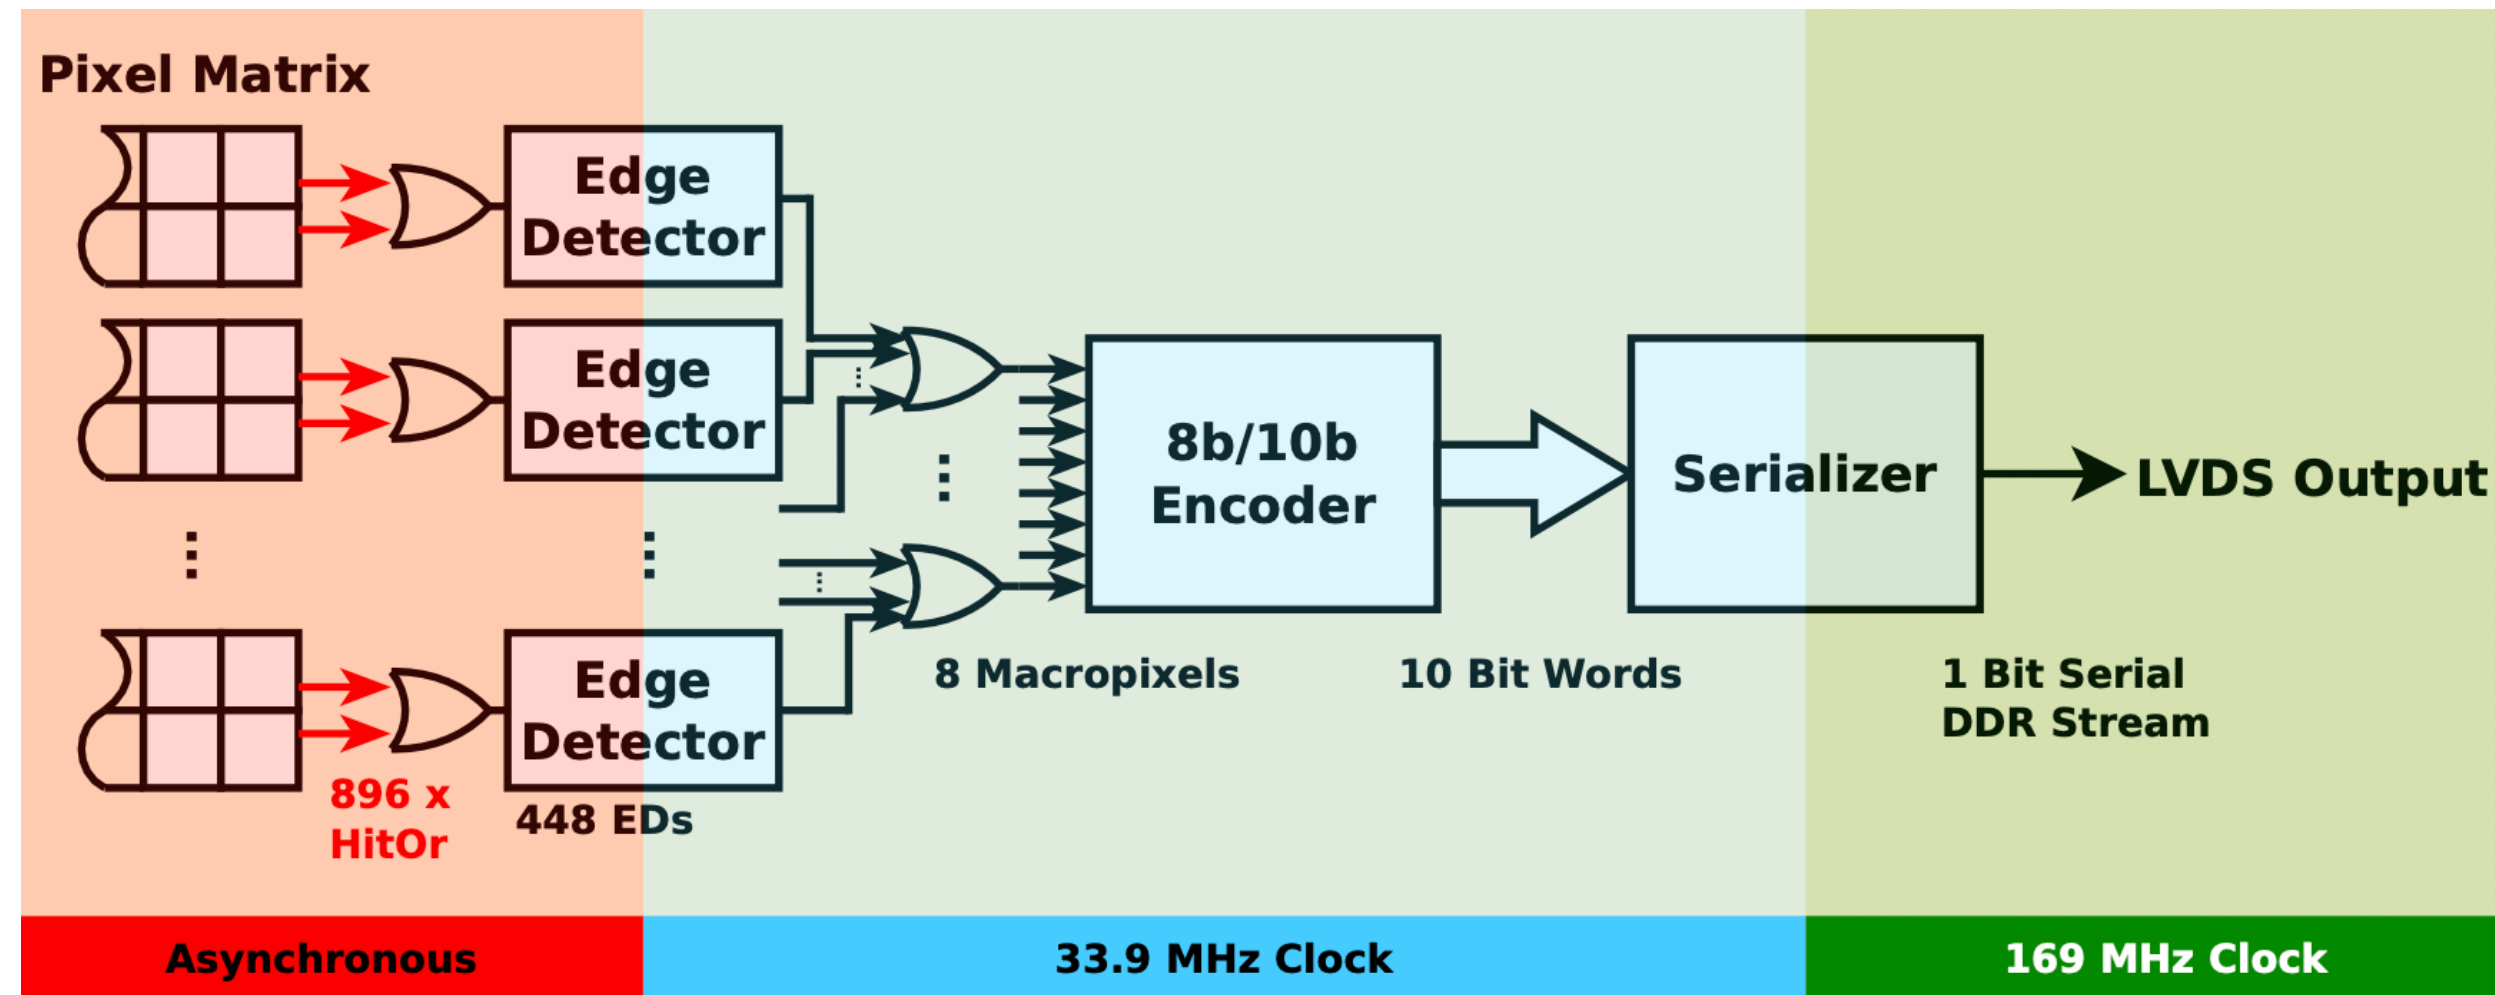 Pixel Matrix
Edge
Detector
Edge
Detector
8b/10b
Encoder
Serializer
LVDS Output
Edge
Detector
8 Macropixels
10 Bit Words
1 Bit Serial
DDR Stream
896 x
HitOr
448 EDs
Asynchronous
33.9 MHz Clock
169 MHz Clock